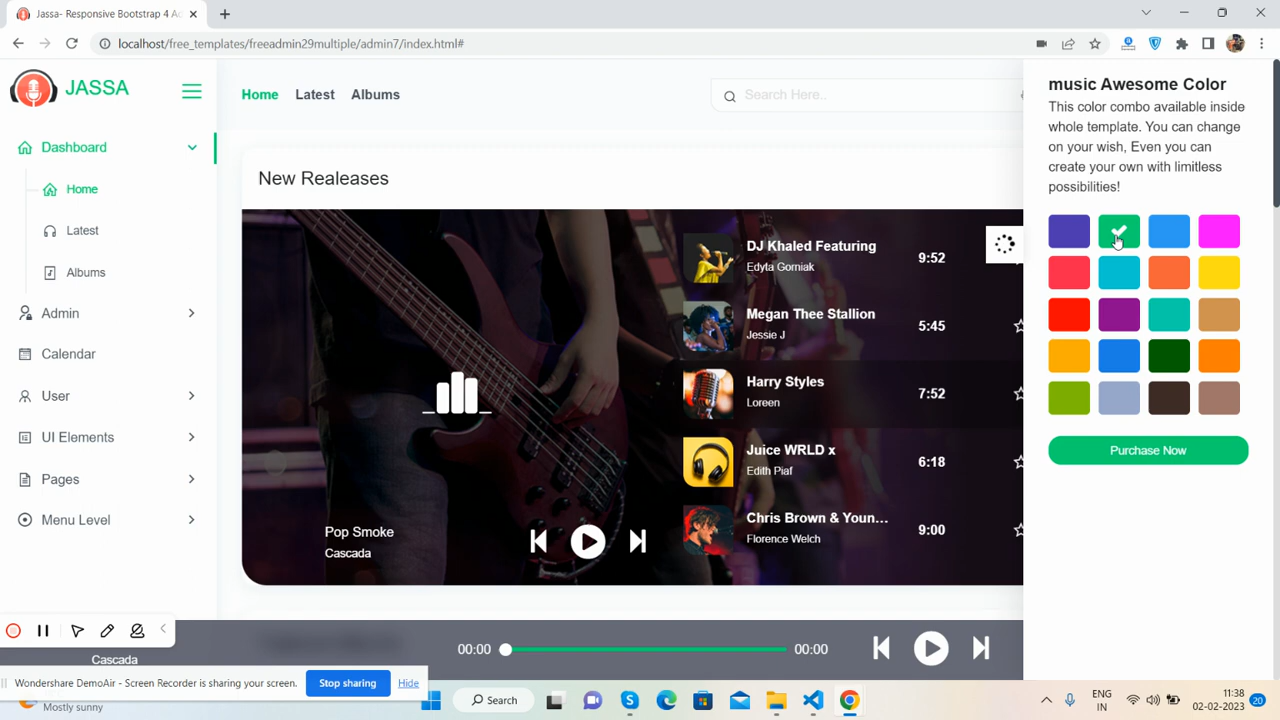 Jassa- Responsive Bootstrap 4 Ad
localhost/free_templates/freeadmin29multiple/admin7/index.html#
JASSA
Home Latest Albums
Search Here..
Dashboard
Home
Latest
Albums
Admin
Calendar
User
UI Elements
Pages
Menu Level
New Realeases
DJ Khaled Featuring
Edyta Gorniak
9:52
Megan Thee Stallion
Jessie J
5:45
Harry Styles
Loreen
7:52
Juice WRLD x
Edith Piaf
6:18
Chris Brown & Youn...
Florence Welch
9:00
Pop Smoke
Cascada
music Awesome Color
This color combo available inside
whole template. You can change
on your wish, Even you can
create your own with limitless
possibilities!
Purchase Now
00:00 00:00
Cascada
Wondershare DemoAir - Screen Recorder is sharing your screen. Stop sharing Hide
Mostly sunny
Search
ENG
IN
11:38
02-02-2023
20